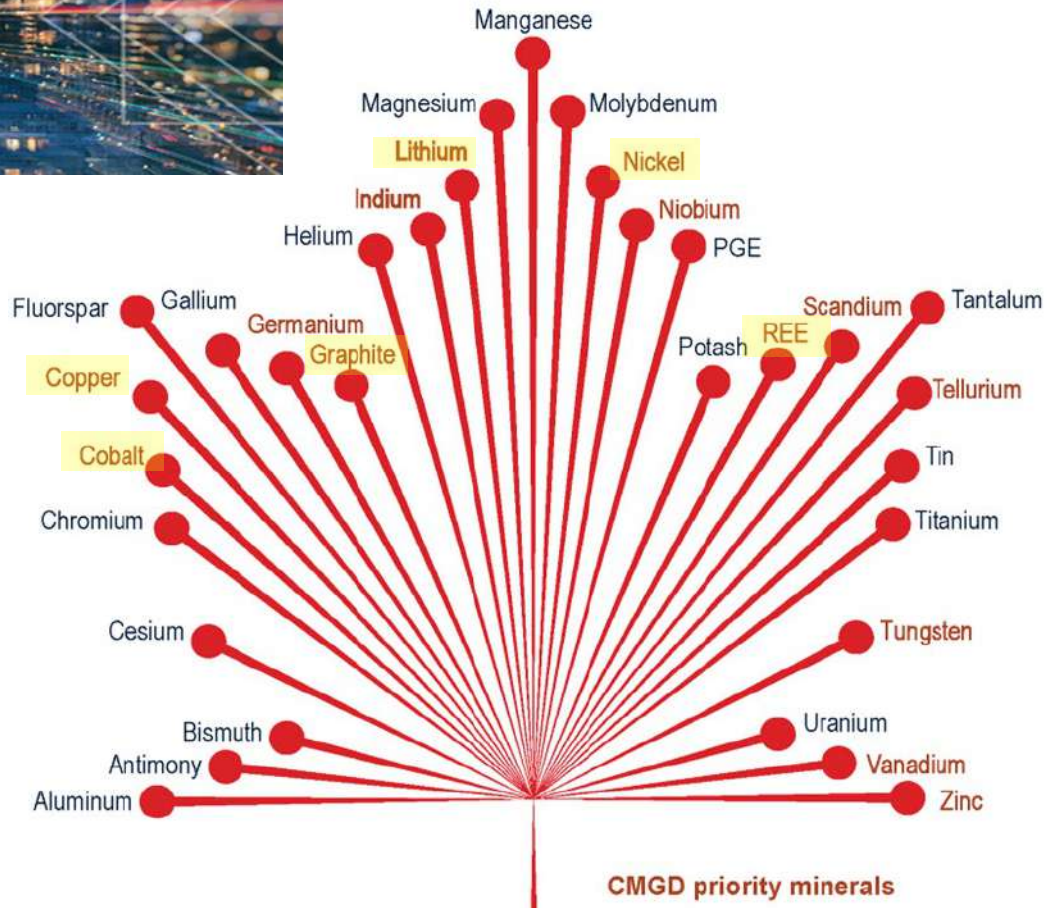 Manganese
Magnesium
Molybdenum
Lithium
Nickel
Indium
Niobium
Helium
PGE
Fluorspar
Gallium
Scandium
Tantalum
Germanium
REE
Graphite
Potash
Copper
Tellurium
Cobalt
Tin
Chromium
Titanium
Cesium
Tungsten
Bismuth
Uranium
Antimony
Vanadium
Aluminum
Zinc
CMGD priority minerals